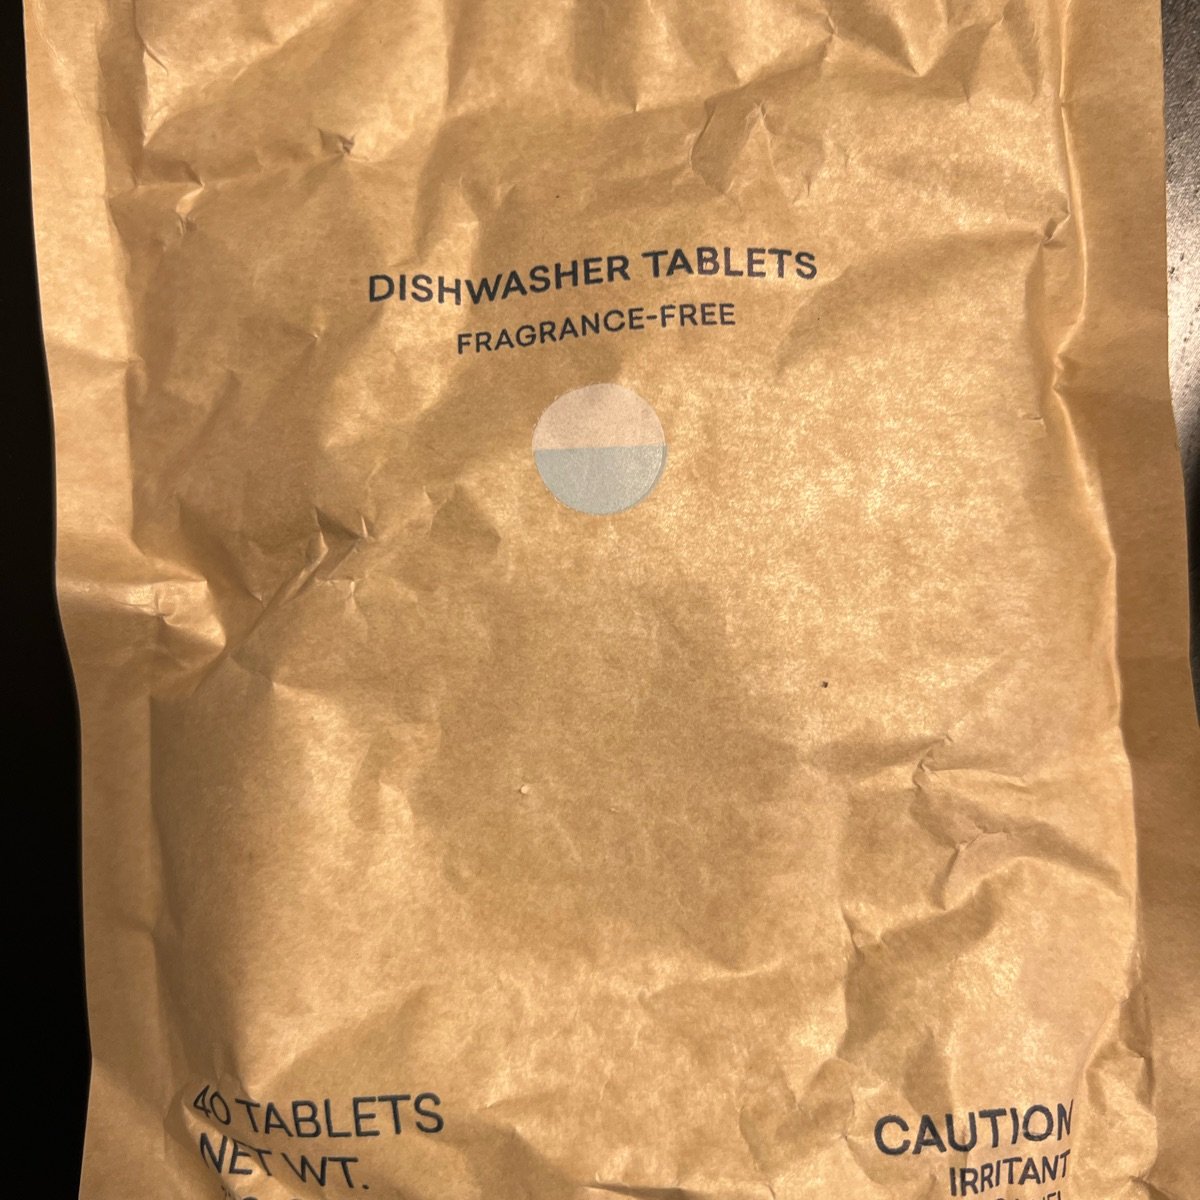 DISHWASHER TABLETS
FRAGRANCE-FREE
40 TABLETS
NET WT.
CAUTION
IRRITANT